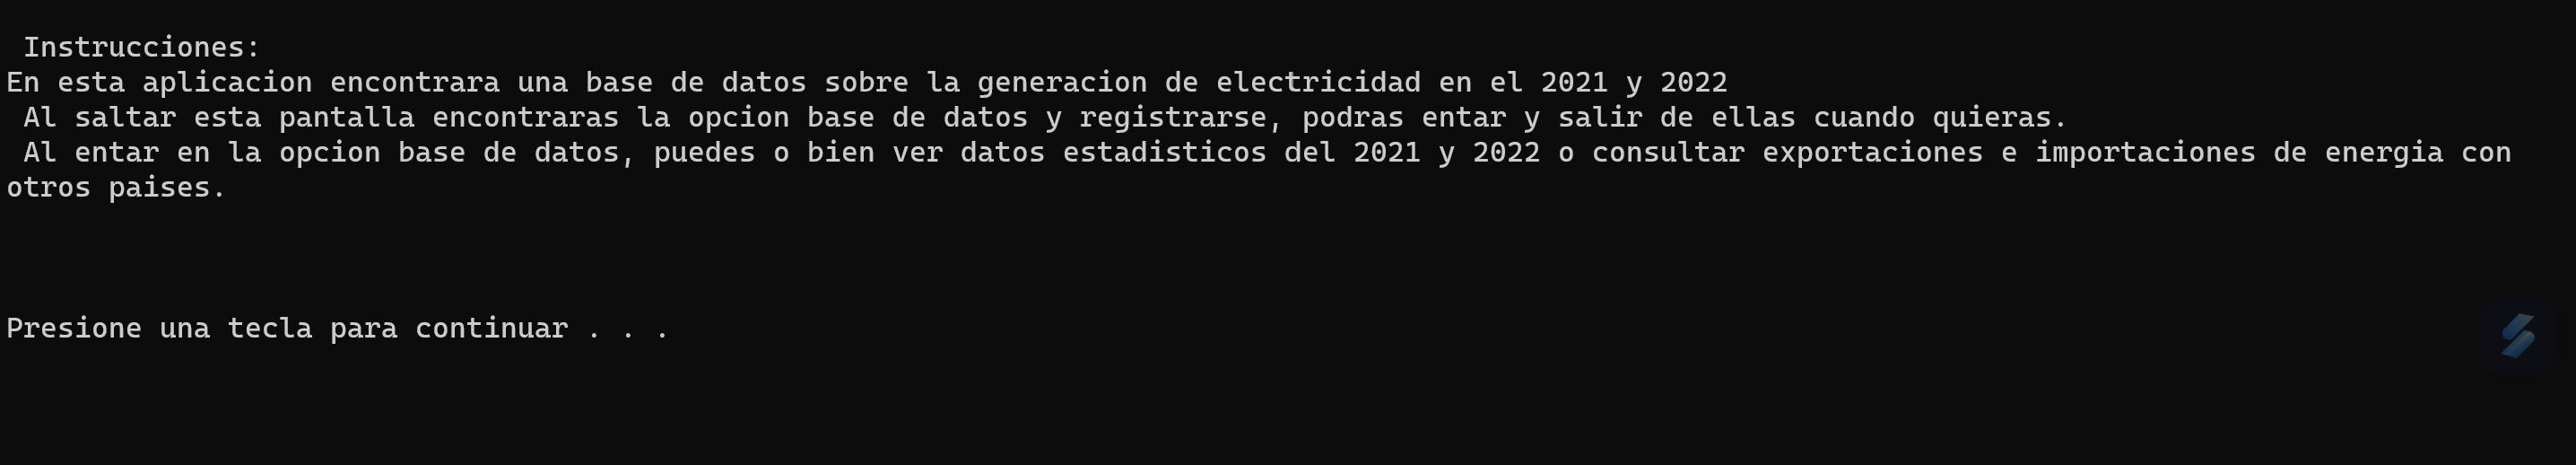 Instrucciones:
En esta aplicacion encontrara una base de datos sobre la generacion de electricidad en el 2021 y 2022
Al saltar esta pantalla encontraras la opcion base de datos y registrarse, podras entar y salir de ellas cuando quieras.
Al entar en la opcion base de datos, puedes o bien ver datos estadisticos del 2021 y 2022 o consultar exportaciones e importaciones de energia con
otros paises.
Presione una tecla para continuar . . .